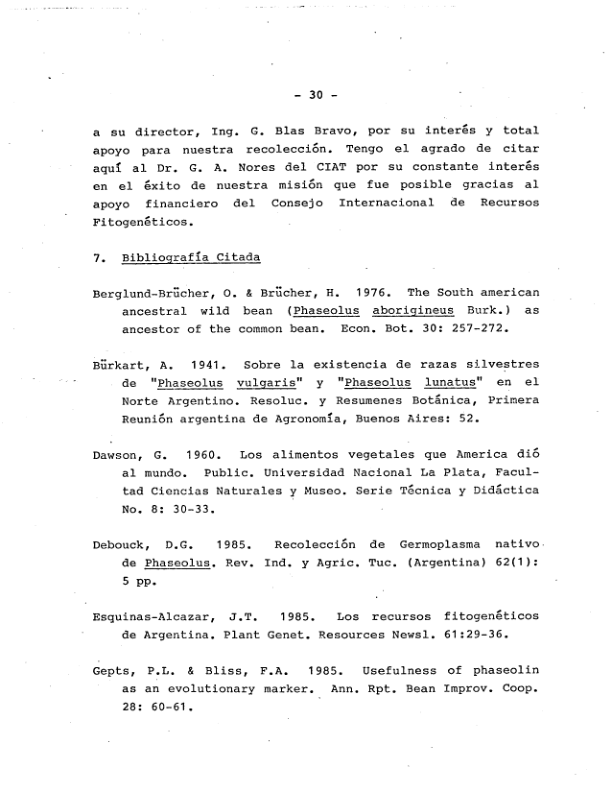 - 30 -
a su director, Ing. G. Blas Bravo, por su interés y total
apoyo para nuestra recolección. Tengo el agrado de citar
aquí al Dr. G. A. Nores del CIAT por su constante interés
en el éxito de nuestra misión que fue posible gracias al
apoyo financiero del Consejo Internacional de Recursos
Fitogenéticos.
7. Bibliografía Citada
Berglund-Brücher, O. & Brücher, H. 1976. The South american
ancestral wild bean (Phaseolus aborigineus Burk.) as
ancestor of the common bean. Econ. Bot. 30: 257-272.
Bürkart, A. 1941. Sobre la existencia de razas silvestres
de "Phaseolus vulgaris" y "Phaseolus lunatus" en el
Norte Argentino. Resoluc. y Resumenes Botánica, Primera
Reunión argentina de Agronomía, Buenos Aires: 52.
Dawson, G. 1960. Los alimentos vegetales que America dió
al mundo. Public. Universidad Nacional La Plata, Facul-
tad Ciencias Naturales y Museo. Serie Técnica y Didáctica
No. 8: 30-33.
Debouck, D.G. 1985. Recolección de Germoplasma nativo
de Phaseolus. Rev. Ind. y Agric. Tuc. (Argentina) 62(1):
5 pp.
Esquinas-Alcazar, J.T. 1985. Los recursos fitogenéticos
de Argentina. Plant Genet. Resources Newsl. 61:29-36.
Gepts, P.L. & Bliss, F.A. 1985. Usefulness of phaseolin
as an evolutionary marker. Ann. Rpt. Bean Improv. Coop.
28: 60-61.